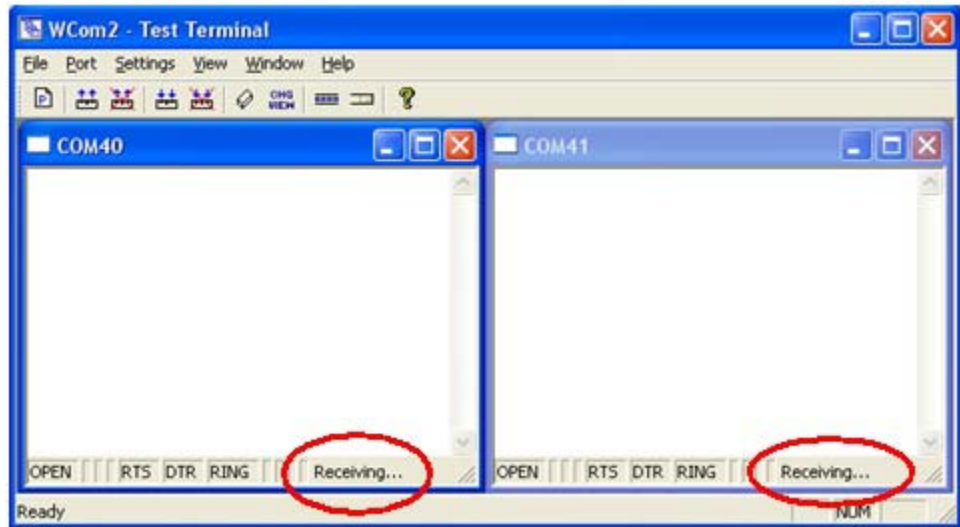 WCom2 - Test Terminal
File Port Settings View Window Help
P CHG VIEW ?
COM40
COM41
OPEN RTS DTR RING Receiving...
OPEN RTS DTR RING Receiving...
Ready NUM